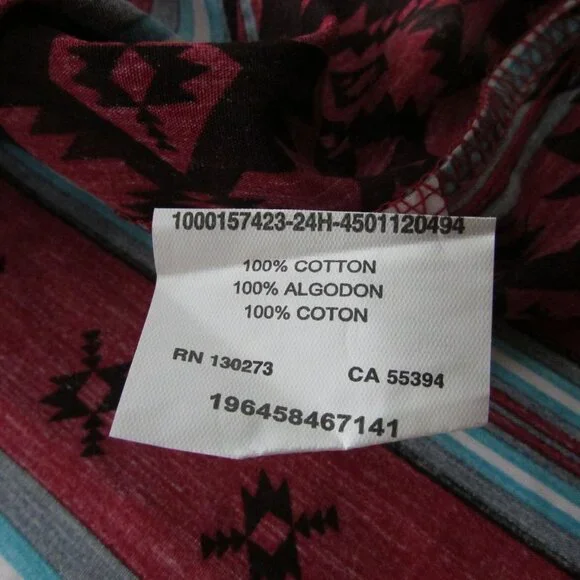 1000157423-24H-4501120494
100% COTTON
100% ALGODON
100% COTON
RN 130273 CA 55394
196458467141